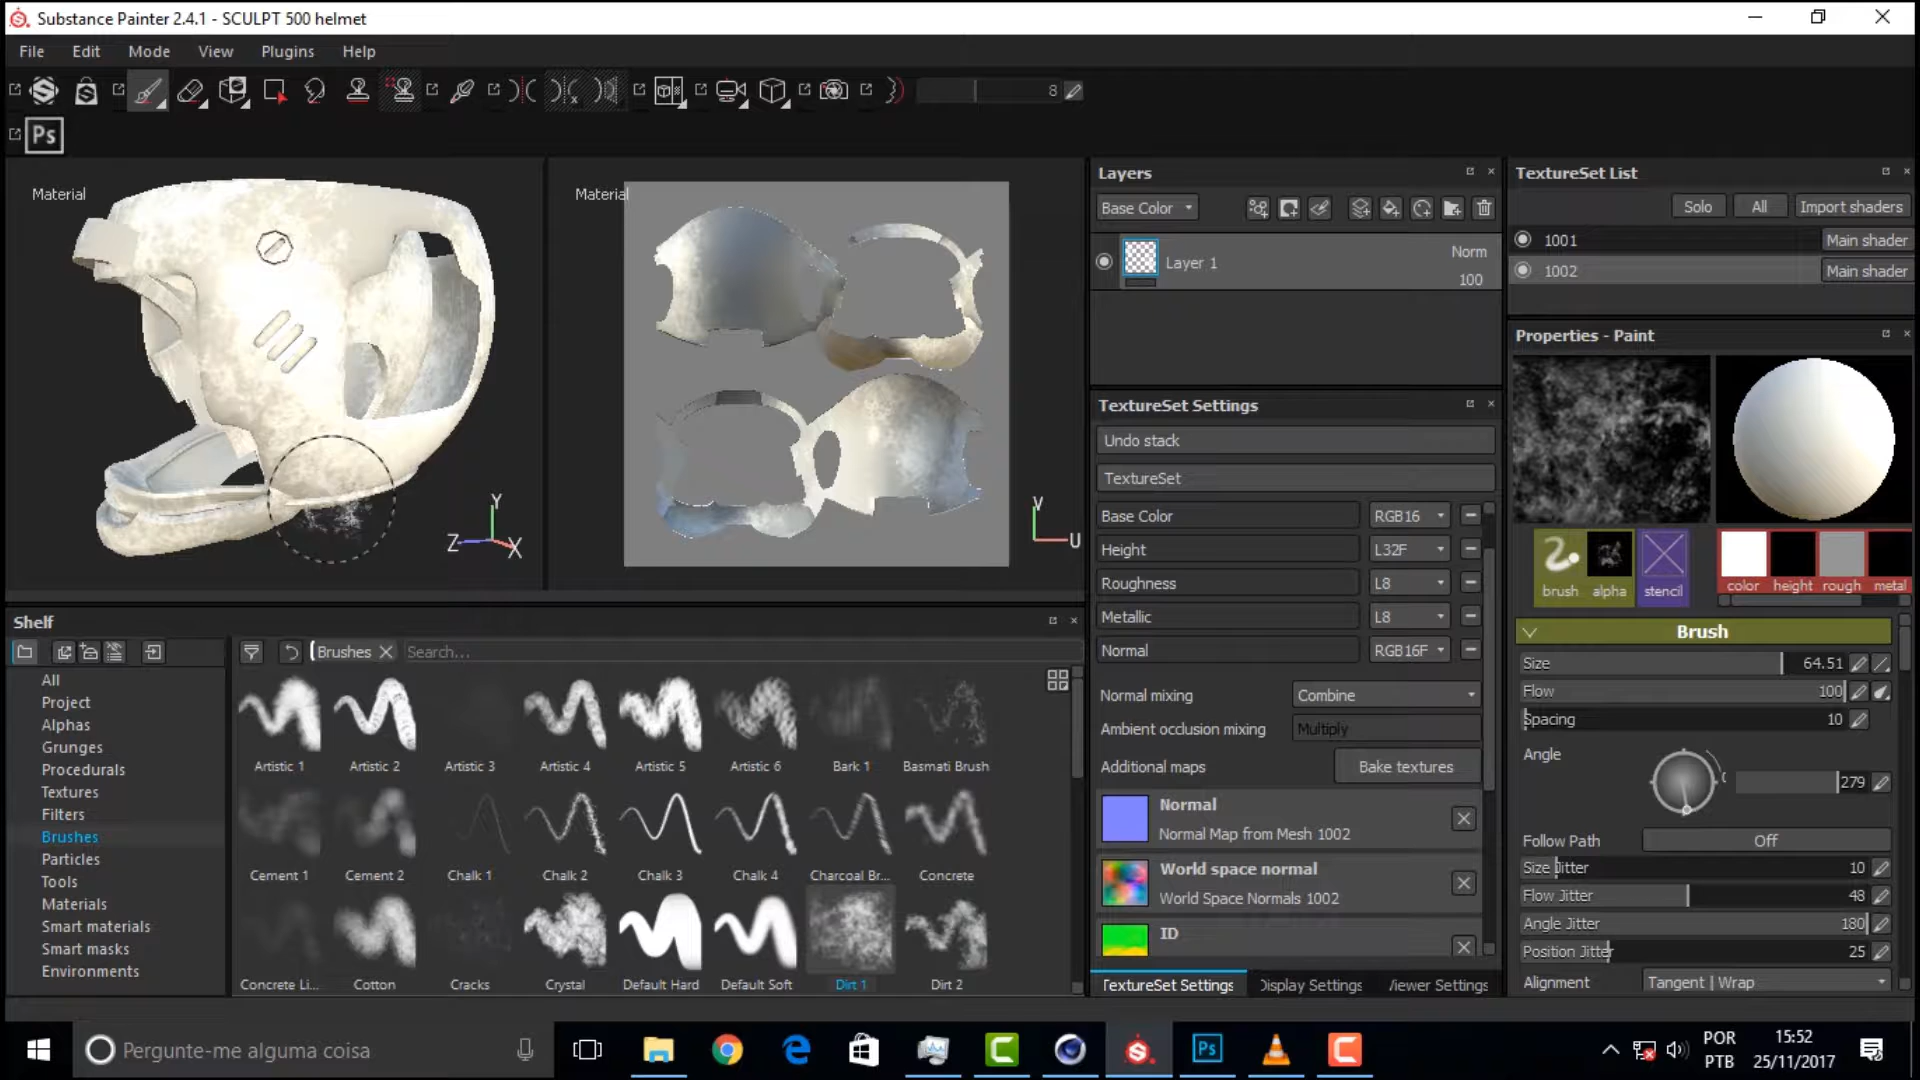 Substance Painter 2.4.1 - SCULPT 500 helmet
File Edit Mode View Plugins Help
8
Ps
Material
Y
Z
X
Material
V
U
Layers
Base Color
Layer 1
Norm
100
TextureSet List
Solo All Import shaders
1001 Main shader
1002 Main shader
TextureSet Settings
Undo stack
TextureSet
Base Color RGB16
Height L32F
Roughness L8
Metallic L8
Normal RGB16F
Normal mixing Combine
Ambient occlusion mixing Multiply
Additional maps Bake textures
Normal
Normal Map from Mesh 1002
World space normal
World Space Normals 1002
ID
TextureSet Settings Display Settings Viewer Settings
Properties - Paint
brush alpha stencil color height rough metal
Brush
Size 64.51
Flow 100
Spacing 10
Angle
279
Follow Path Off
Size Jitter 10
Flow Jitter 48
Angle Jitter 180
Position Jitter 25
Alignment Tangent | Wrap
Shelf
Brushes Search...
All
Project
Alphas
Grunges
Procedurals
Textures
Filters
Brushes
Particles
Tools
Materials
Smart materials
Smart masks
Environments
Artistic 1 Artistic 2 Artistic 3 Artistic 4 Artistic 5 Artistic 6 Bark 1 Basmati Brush
Cement 1 Cement 2 Chalk 1 Chalk 2 Chalk 3 Chalk 4 Charcoal Br... Concrete
Concrete Li... Cotton Cracks Crystal Default Hard Default Soft Dirt 1 Dirt 2
Pergunte-me alguma coisa
Ps
POR
PTB
15:52
25/11/2017